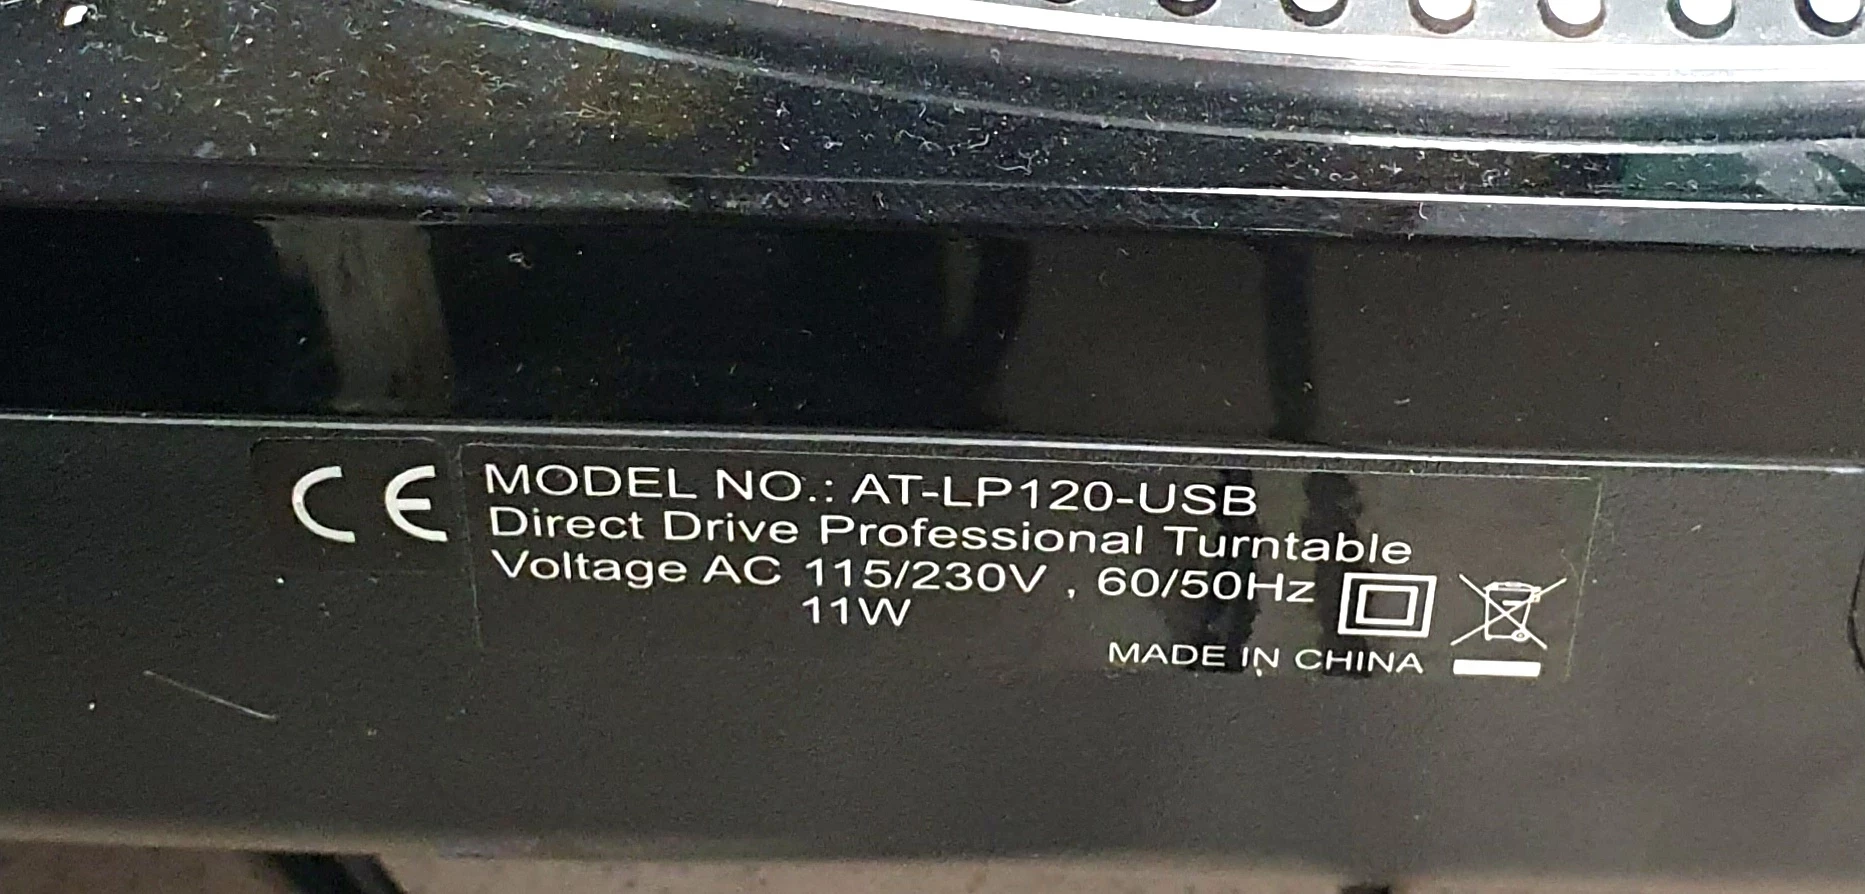 CE
MODEL NO.: AT-LP120-USB
Direct Drive Professional Turntable
Voltage AC 115/230V , 60/50Hz
11W
MADE IN CHINA